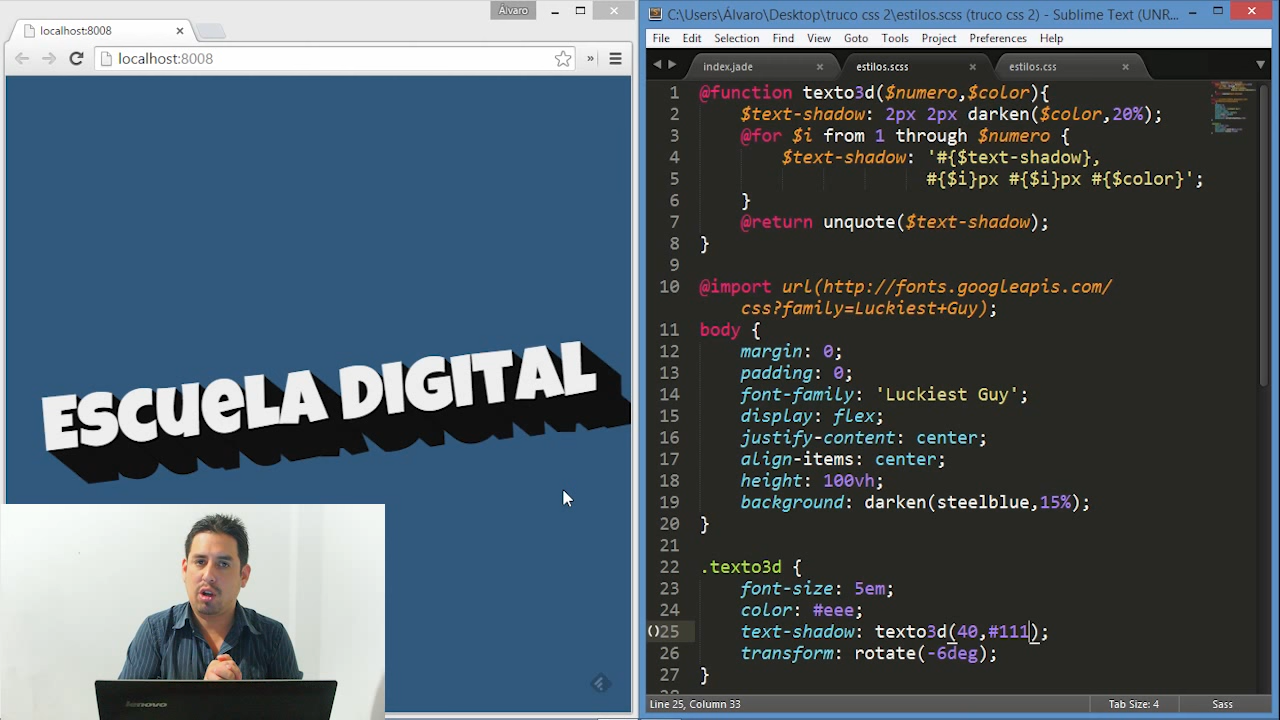 Álvaro
localhost:8008
localhost:8008
ESCUELA DIGITAL
lenovo
C:\Users\Álvaro\Desktop\truco css 2\estilos.scss (truco css 2) - Sublime Text (UNR...
File Edit Selection Find View Goto Tools Project Preferences Help
index.jade estilos.scss estilos.css
1 @function texto3d($numero,$color){
2 $text-shadow: 2px 2px darken($color,20%);
3 @for $i from 1 through $numero {
4 $text-shadow: '#{$text-shadow},
5 #{$i}px #{$i}px #{$color}';
6 }
7 @return unquote($text-shadow);
8 }
9
10 @import url(http://fonts.googleapis.com/
css?family=Luckiest+Guy);
11 body {
12 margin: 0;
13 padding: 0;
14 font-family: 'Luckiest Guy';
15 display: flex;
16 justify-content: center;
17 align-items: center;
18 height: 100vh;
19 background: darken(steelblue,15%);
20 }
21
22 .texto3d {
23 font-size: 5em;
24 color: #eee;
25 text-shadow: texto3d(40,#111);
26 transform: rotate(-6deg);
27 }
Line 25, Column 33 Tab Size: 4 Sass